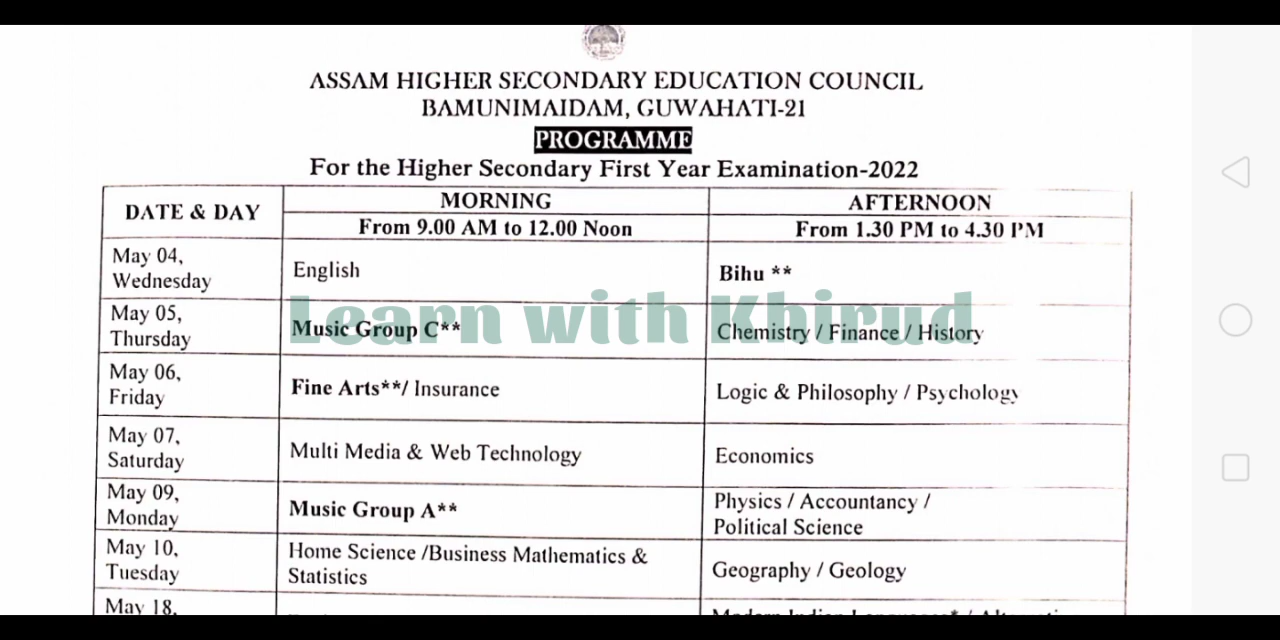 ASSAM HIGHER SECONDARY EDUCATION COUNCIL
BAMUNIMAIDAM, GUWAHATI-21
PROGRAMME
For the Higher Secondary First Year Examination-2022
DATE & DAY
MORNING
AFTERNOON
From 9.00 AM to 12.00 Noon
From 1.30 PM to 4.30 PM
May 04,
Wednesday
English
Bihu **
Learn with Khirud
May 05,
Thursday
Music Group C**
Chemistry / Finance / History
May 06,
Friday
Fine Arts**/ Insurance
Logic & Philosophy / Psychology
May 07,
Saturday
Multi Media & Web Technology
Economics
May 09,
Monday
Music Group A**
Physics / Accountancy /
Political Science
May 10,
Tuesday
Home Science /Business Mathematics &
Statistics
Geography / Geology
May 18,